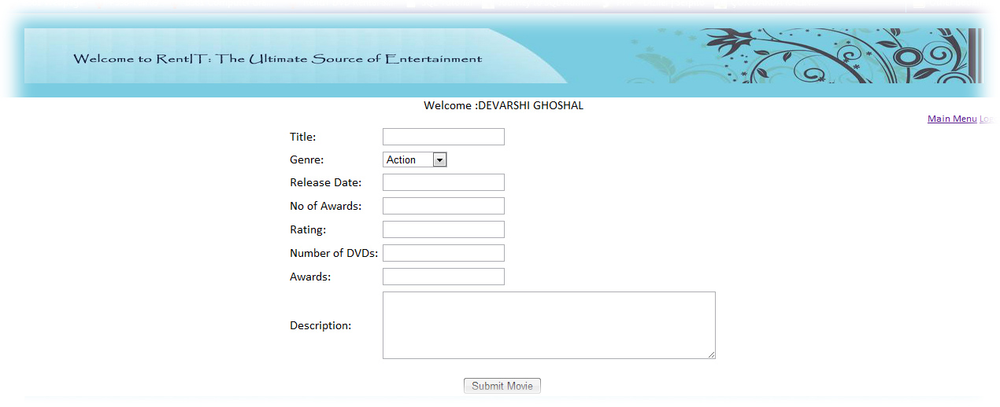 Welcome to RentIT: The Ultimate Source of Entertainment
Welcome :DEVARSHI GHOSHAL
Main Menu
Title:
Genre: Action
Release Date:
No of Awards:
Rating:
Number of DVDs:
Awards:
Description:
Submit Movie